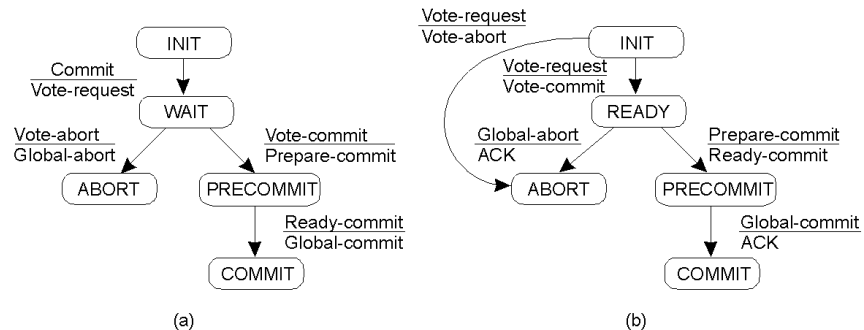 INIT
Commit
Vote-request
WAIT
Vote-abort
Global-abort
Vote-commit
Prepare-commit
ABORT
PRECOMMIT
Ready-commit
Global-commit
COMMIT
(a)
Vote-request
Vote-abort
INIT
Vote-request
Vote-commit
READY
Global-abort
ACK
Prepare-commit
Ready-commit
ABORT
PRECOMMIT
Global-commit
ACK
COMMIT
(b)